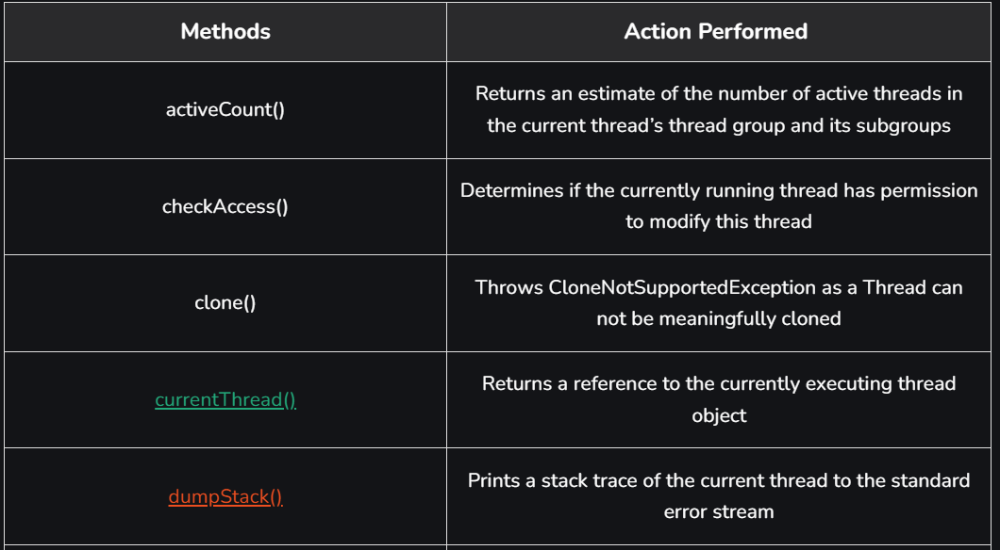 Methods
Action Performed
activeCount()
Returns an estimate of the number of active threads in
the current thread’s thread group and its subgroups
checkAccess()
Determines if the currently running thread has permission
to modify this thread
clone()
Throws CloneNotSupportedException as a Thread can
not be meaningfully cloned
currentThread()
Returns a reference to the currently executing thread
object
dumpStack()
Prints a stack trace of the current thread to the standard
error stream